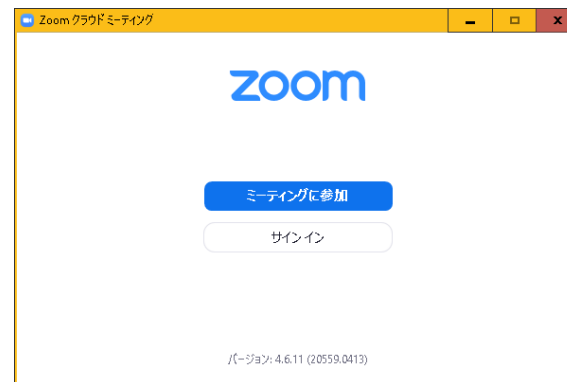 Zoom クラウド ミーティング
zoom
ミーティングに参加
サインイン
バージョン: 4.6.11 (20559.0413)